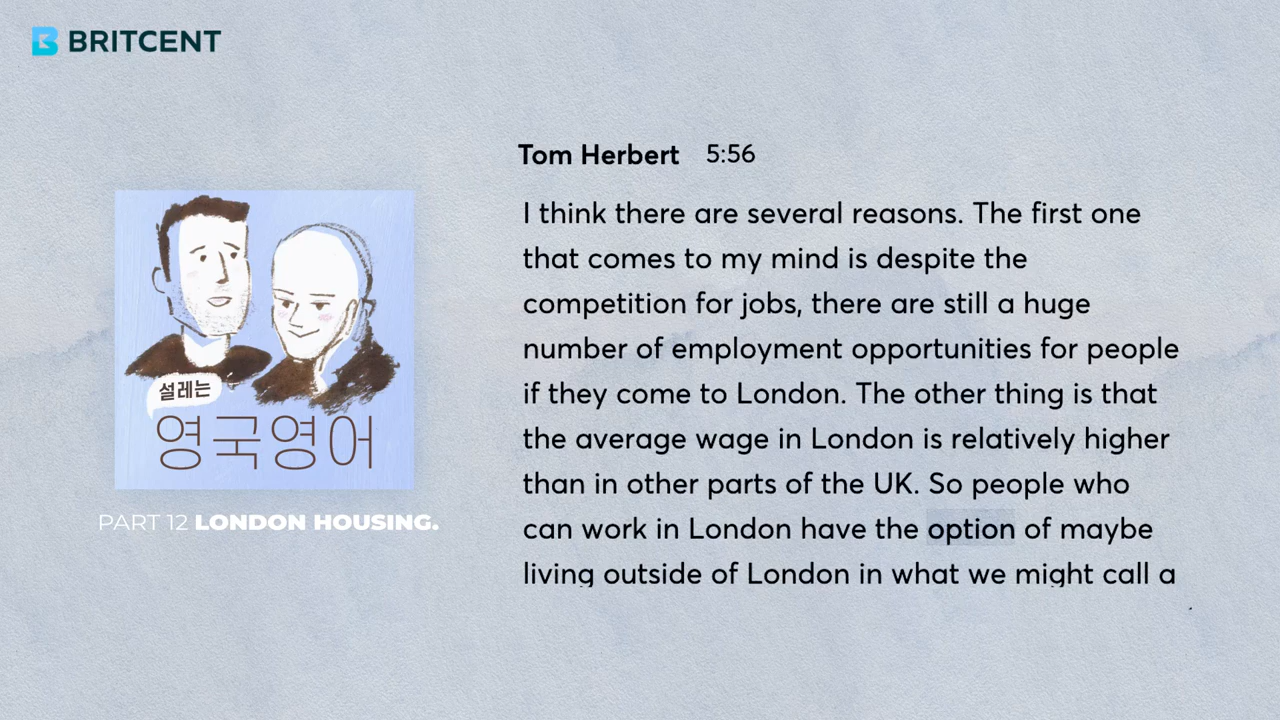 BRITCENT
Tom Herbert 5:56
I think there are several reasons. The first one
that comes to my mind is despite the
competition for jobs, there are still a huge
number of employment opportunities for people
if they come to London. The other thing is that
the average wage in London is relatively higher
than in other parts of the UK. So people who
can work in London have the option of maybe
living outside of London in what we might call a
설레는
영국영어
PART 12 LONDON HOUSING.